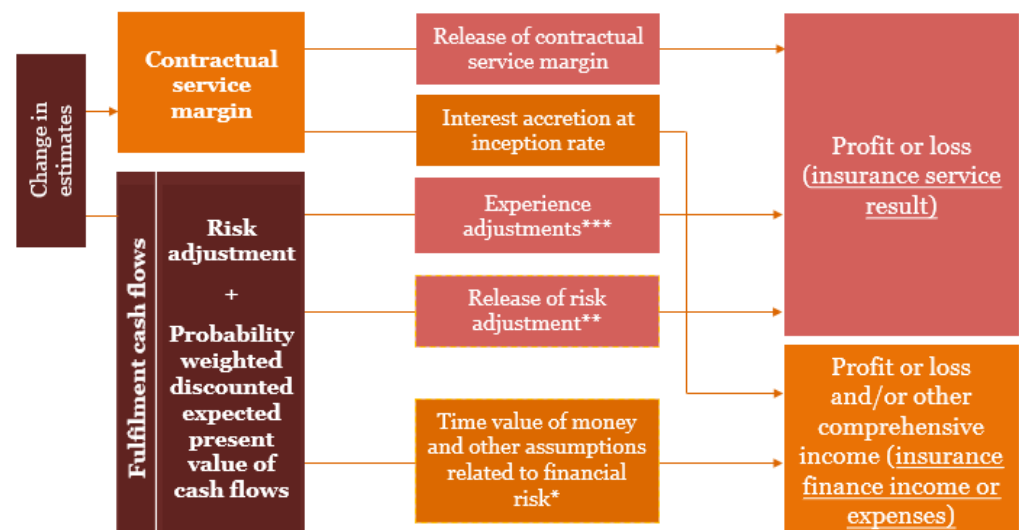 Change in
estimates
Contractual
service
margin
Fulfilment cash flows
Risk
adjustment
+
Probability
weighted
discounted
expected
present
value of
cash flows
Release of contractual
service margin
Interest accretion at
inception rate
Experience
adjustments***
Release of risk
adjustment**
Time value of money
and other assumptions
related to financial
risk*
Profit or loss
(insurance service
result)
Profit or loss
and/or other
comprehensive
income (insurance
finance income or
expenses)